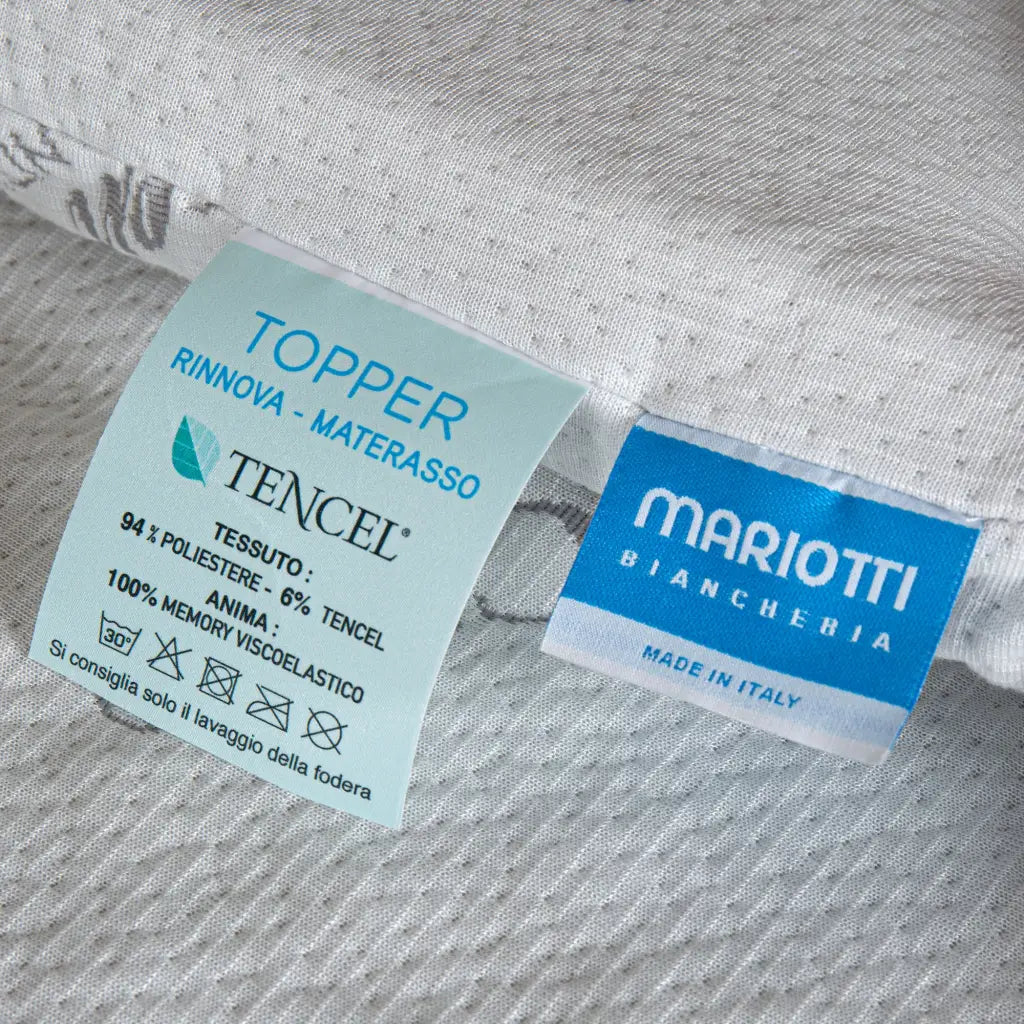 TOPPER
RINNOVA - MATERASSO
TENCEL®
TESSUTO :
94 % POLIESTERE - 6% TENCEL
ANIMA :
100% MEMORY VISCOELASTICO
30°
Si consiglia solo il lavaggio della fodera
MARIOTTI
BIANCHERIA
MADE IN ITALY